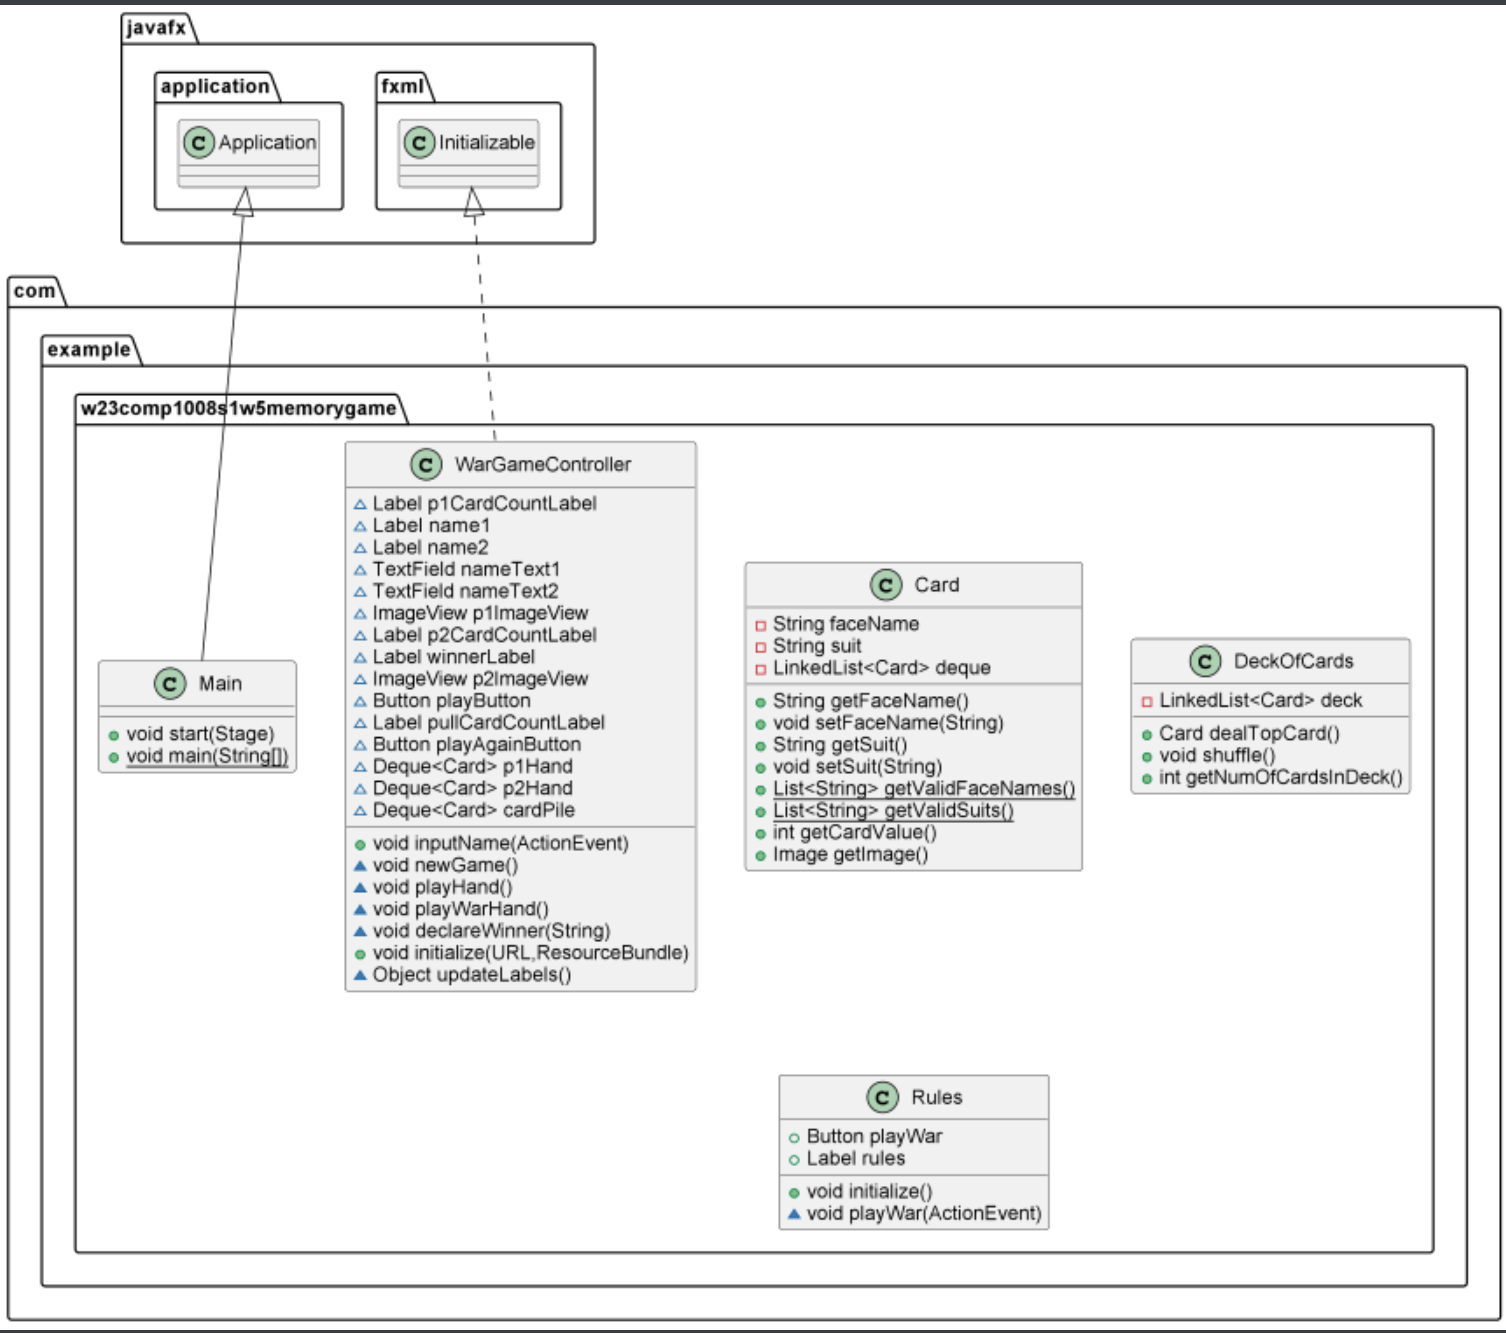 javafx
application
fxml
C Application
C Initializable
com
example
w23comp1008s1w5memorygame
C WarGameController
Label p1CardCountLabel
Label name1
Label name2
TextField nameText1
TextField nameText2
ImageView p1ImageView
Label p2CardCountLabel
Label winnerLabel
ImageView p2ImageView
Button playButton
Label pullCardCountLabel
Button playAgainButton
Deque<Card> p1Hand
Deque<Card> p2Hand
Deque<Card> cardPile
void inputName(ActionEvent)
void newGame()
void playHand()
void playWarHand()
void declareWinner(String)
void initialize(URL,ResourceBundle)
Object updateLabels()
C Main
void start(Stage)
void main(String[])
C Card
String faceName
String suit
LinkedList<Card> deque
String getFaceName()
void setFaceName(String)
String getSuit()
void setSuit(String)
List<String> getValidFaceNames()
List<String> getValidSuits()
int getCardValue()
Image getImage()
C DeckOfCards
LinkedList<Card> deck
Card dealTopCard()
void shuffle()
int getNumOfCardsInDeck()
C Rules
Button playWar
Label rules
void initialize()
void playWar(ActionEvent)